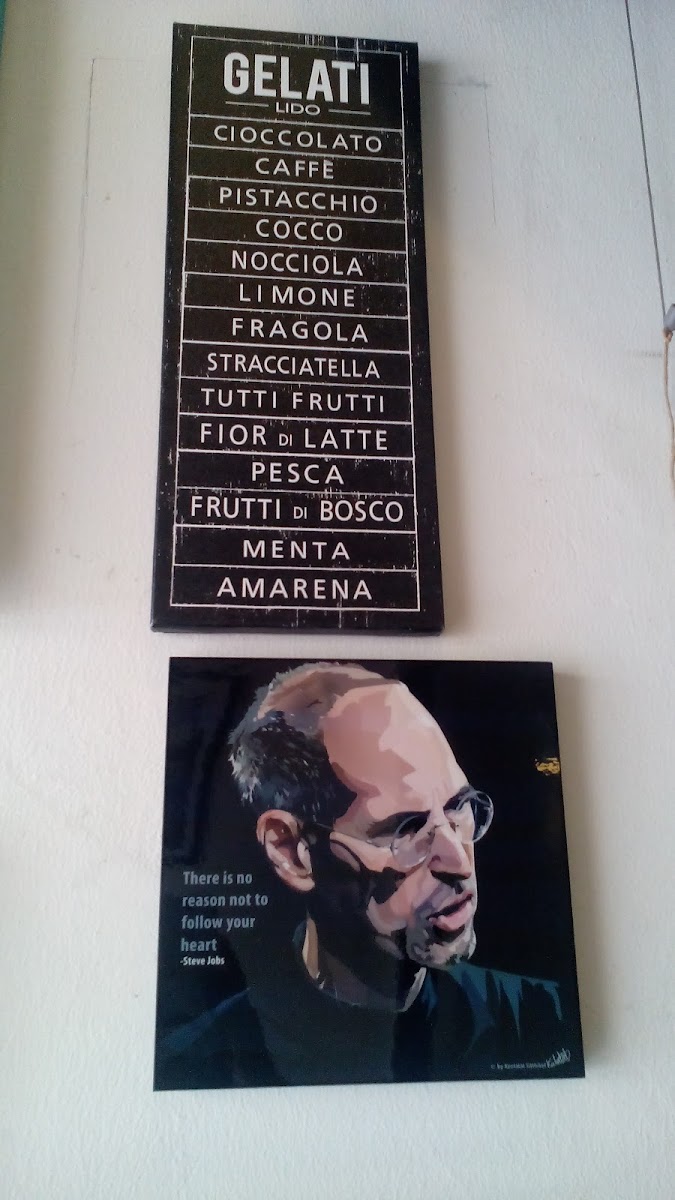 GELATI
LIDO
CIOCCOLATO
CAFFÈ
PISTACCHIO
COCCO
NOCCIOLA
LIMONE
FRAGOLA
STRACCIATELLA
TUTTI FRUTTI
FIOR DI LATTE
PESCA
FRUTTI DI BOSCO
MENTA
AMARENA
There is no
reason not to
follow your
heart
-Steve Jobs
© by